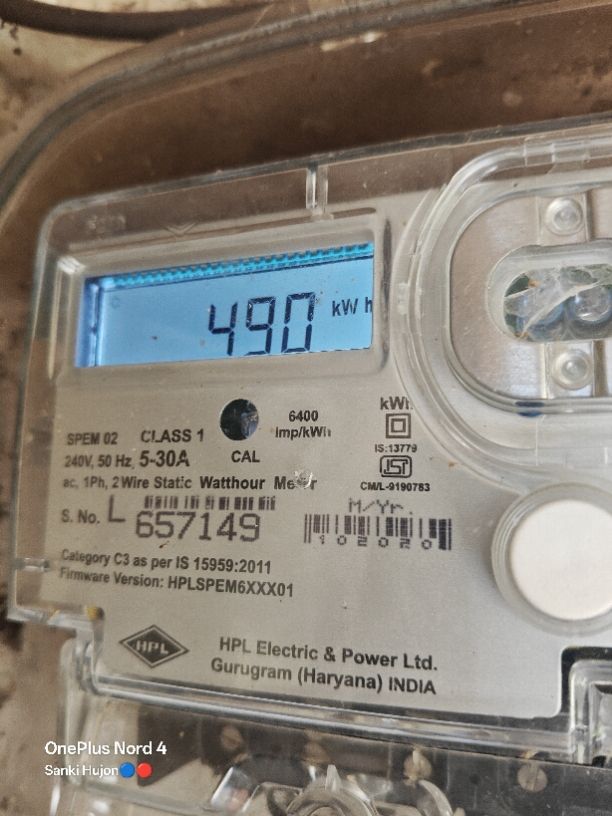 490 kWh
SPEM 02 CLASS 1
240V, 50 Hz, 5-30A
CAL
6400
imp/kWh
kWh
IS:13779
CM/L-9190783
ac, 1Ph, 2Wire Static Watthour Meter
S. No. L 657149
M/Yr.
102020
Category C3 as per IS 15959:2011
Firmware Version: HPLSPEM6XXX01
HPL
HPL Electric & Power Ltd.
Gurugram (Haryana) INDIA
OnePlus Nord 4
Sanki Hujon🔵🔴